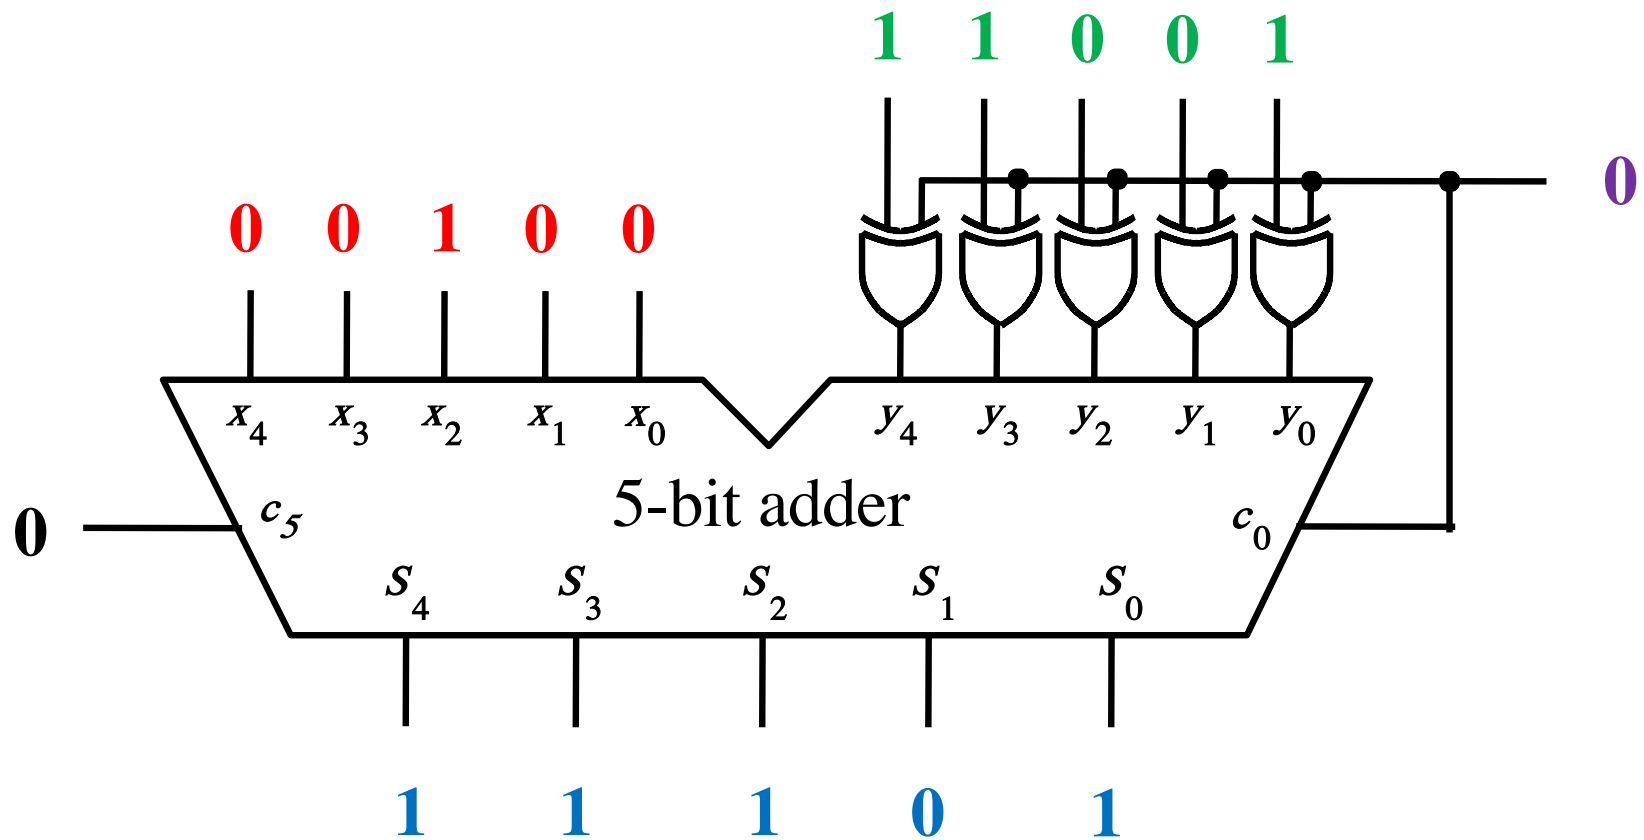 1 1 0 0 1
0
0 0 1 0 0
x4 x3 x2 x1 x0 y4 y3 y2 y1 y0
5-bit adder
0 c5 c0
S4 S3 S2 S1 S0
1 1 1 0 1